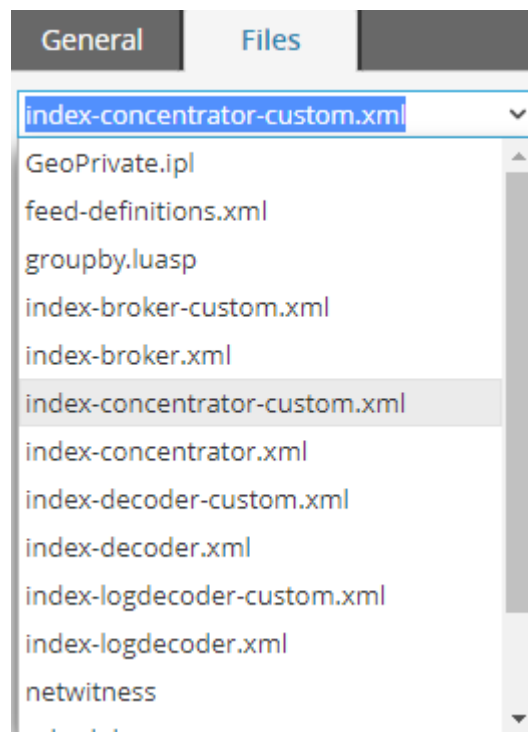 General Files
index-concentrator-custom.xml
GeoPrivate.ipl
feed-definitions.xml
groupby.luasp
index-broker-custom.xml
index-broker.xml
index-concentrator-custom.xml
index-concentrator.xml
index-decoder-custom.xml
index-decoder.xml
index-logdecoder-custom.xml
index-logdecoder.xml
netwitness